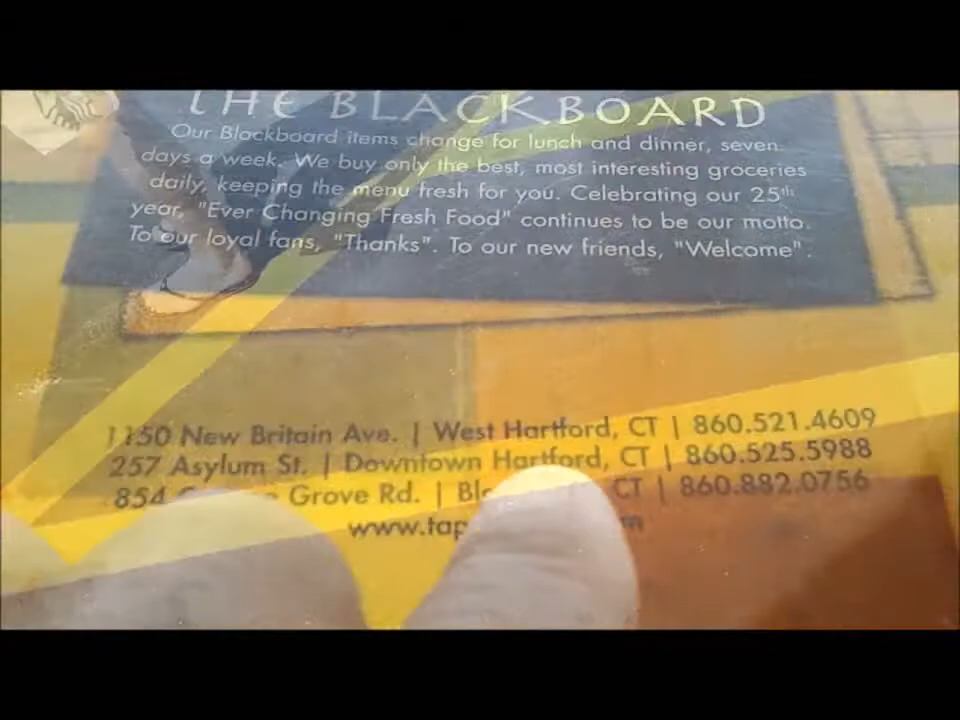 THE BLACKBOARD
Our Blackboard items change for lunch and dinner, seven
days a week. We buy only the best, most interesting groceries
daily, keeping the menu fresh for you. Celebrating our 25th
year, "Ever Changing Fresh Food" continues to be our motto.
To our loyal fans, "Thanks". To our new friends, "Welcome".
1150 New Britain Ave. | West Hartford, CT | 860.521.4609
257 Asylum St. | Downtown Hartford, CT | 860.525.5988
854 Grove Rd. | CT | 860.882.0756